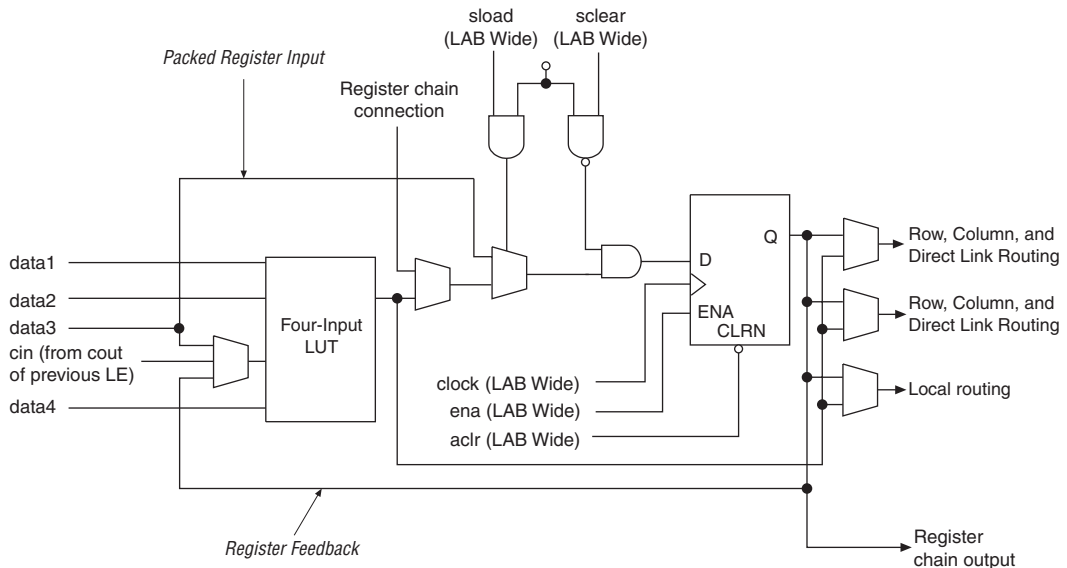 sload
(LAB Wide)
sclear
(LAB Wide)
Packed Register Input
Register chain
connection
data1
data2
data3
cin (from cout
of previous LE)
data4
Four-Input
LUT
D
Q
ENA
CLRN
clock (LAB Wide)
ena (LAB Wide)
aclr (LAB Wide)
Row, Column, and
Direct Link Routing
Row, Column, and
Direct Link Routing
Local routing
Register Feedback
Register
chain output